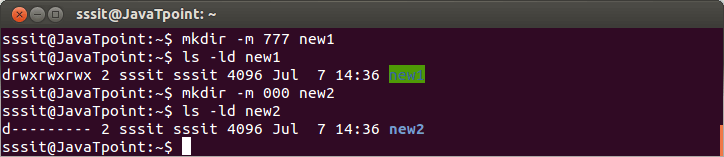 sssit@JavaTpoint: ~
sssit@JavaTpoint:~$ mkdir -m 777 new1
sssit@JavaTpoint:~$ ls -ld new1
drwxrwxrwx 2 sssit sssit 4096 Jul  7 14:36 new1
sssit@JavaTpoint:~$ mkdir -m 000 new2
sssit@JavaTpoint:~$ ls -ld new2
d--------- 2 sssit sssit 4096 Jul  7 14:36 new2
sssit@JavaTpoint:~$